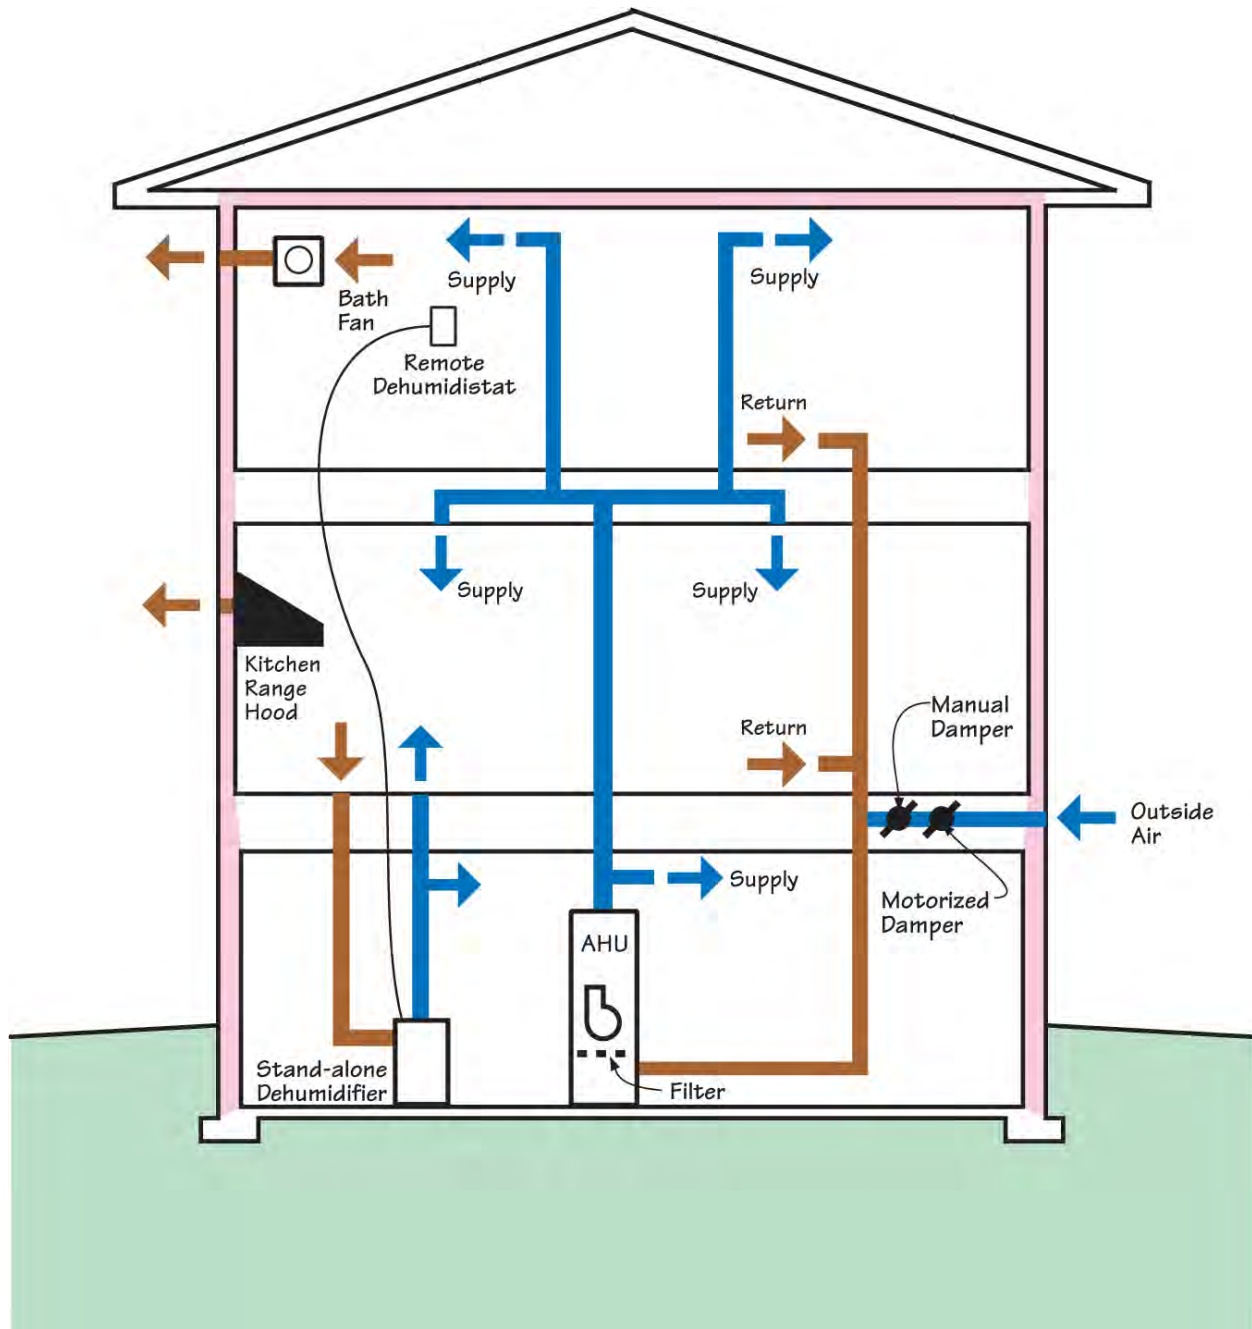 Supply
Supply
Bath
Fan
Remote
Dehumidistat
Return
Supply
Supply
Kitchen
Range
Hood
Manual
Damper
Return
Outside
Air
Supply
Motorized
Damper
AHU
Stand-alone
Dehumidifier
Filter